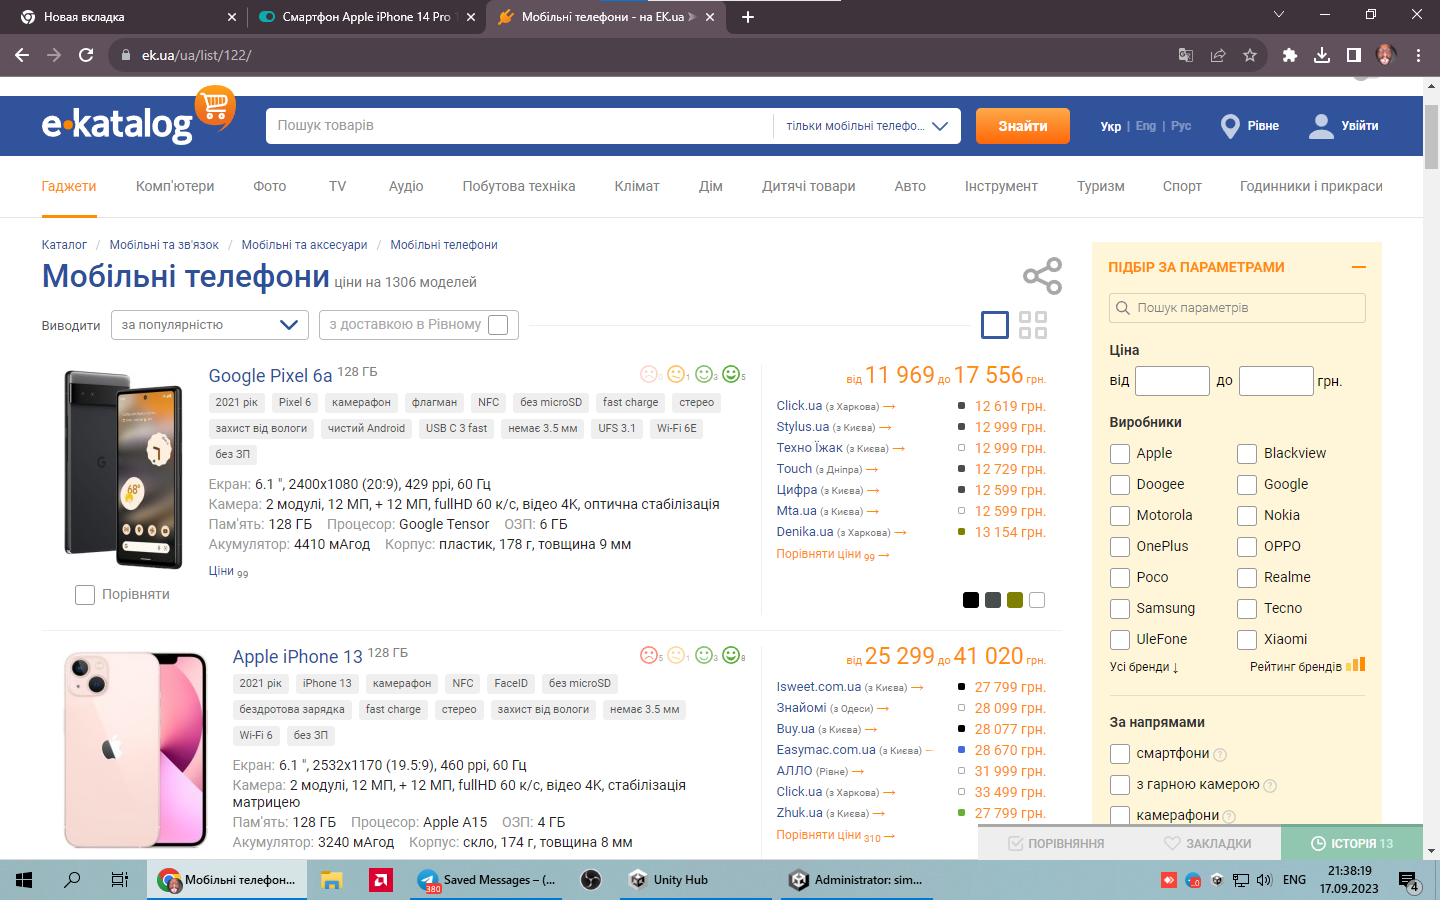 Новая вкладка
Смартфон Apple iPhone 14 Pro 1
Мобільні телефони - на EK.ua
ek.ua/ua/list/122/
e·katalog
Пошук товарів
тільки мобільні телефо...
Знайти
Укр | Eng | Рус
Рівне
Увійти
Гаджети
Комп'ютери
Фото
TV
Аудіо
Побутова техніка
Клімат
Дім
Дитячі товари
Авто
Інструмент
Туризм
Спорт
Годинники і прикраси
Каталог / Мобільні та зв'язок / Мобільні та аксесуари / Мобільні телефони
Мобільні телефони ціни на 1306 моделей
Виводити
за популярністю
з доставкою в Рівному
Google Pixel 6a 128 ГБ
0 1 3 5
2021 рік Pixel 6 камерафон флагман NFC без microSD fast charge стерео
захист від вологи чистий Android USB C 3 fast немає 3.5 мм UFS 3.1 Wi-Fi 6E
без ЗП
Екран: 6.1 ", 2400x1080 (20:9), 429 ppi, 60 Гц
Камера: 2 модулі, 12 МП, + 12 МП, fullHD 60 к/с, відео 4K, оптична стабілізація
Пам'ять: 128 ГБ Процесор: Google Tensor ОЗП: 6 ГБ
Акумулятор: 4410 мАгод Корпус: пластик, 178 г, товщина 9 мм
Ціни 99
Порівняти
від 11 969 до 17 556 грн.
Click.ua (з Харкова) → 12 619 грн.
Stylus.ua (з Києва) → 12 999 грн.
Техно Їжак (з Києва) → 12 999 грн.
Touch (з Дніпра) → 12 729 грн.
Цифра (з Києва) → 12 599 грн.
Mta.ua (з Києва) → 12 599 грн.
Denika.ua (з Харкова) → 13 154 грн.
Порівняти ціни 99 →
Apple iPhone 13 128 ГБ
5 1 3 8
2021 рік iPhone 13 камерафон NFC FaceID без microSD
бездротова зарядка fast charge стерео захист від вологи немає 3.5 мм
Wi-Fi 6 без ЗП
Екран: 6.1 ", 2532x1170 (19.5:9), 460 ppi, 60 Гц
Камера: 2 модулі, 12 МП, + 12 МП, fullHD 60 к/с, відео 4K, стабілізація
матрицею
Пам'ять: 128 ГБ Процесор: Apple A15 ОЗП: 4 ГБ
Акумулятор: 3240 мАгод Корпус: скло, 174 г, товщина 8 мм
від 25 299 до 41 020 грн.
Isweet.com.ua (з Києва) → 27 799 грн.
Знайомі (з Одеси) → 28 099 грн.
Buy.ua (з Києва) → 28 077 грн.
Easymac.com.ua (з Києва) 28 670 грн.
АЛЛО (Рівне) → 31 999 грн.
Click.ua (з Харкова) → 33 499 грн.
Zhuk.ua (з Києва) → 27 799 грн.
Порівняти ціни 310 →
ПІДБІР ЗА ПАРАМЕТРАМИ
Пошук параметрів
Ціна
від до грн.
Виробники
Apple Blackview
Doogee Google
Motorola Nokia
OnePlus OPPO
Poco Realme
Samsung Tecno
UleFone Xiaomi
Усі бренди ↓ Рейтинг брендів
За напрямами
смартфони ?
з гарною камерою ?
камерафони ?
ПОРІВНЯННЯ
ЗАКЛАДКИ
ІСТОРІЯ 13
Мобільні телефон...
380
Saved Messages – (...
Unity Hub
Administrator: sim...
ENG
21:38:19
17.09.2023
4